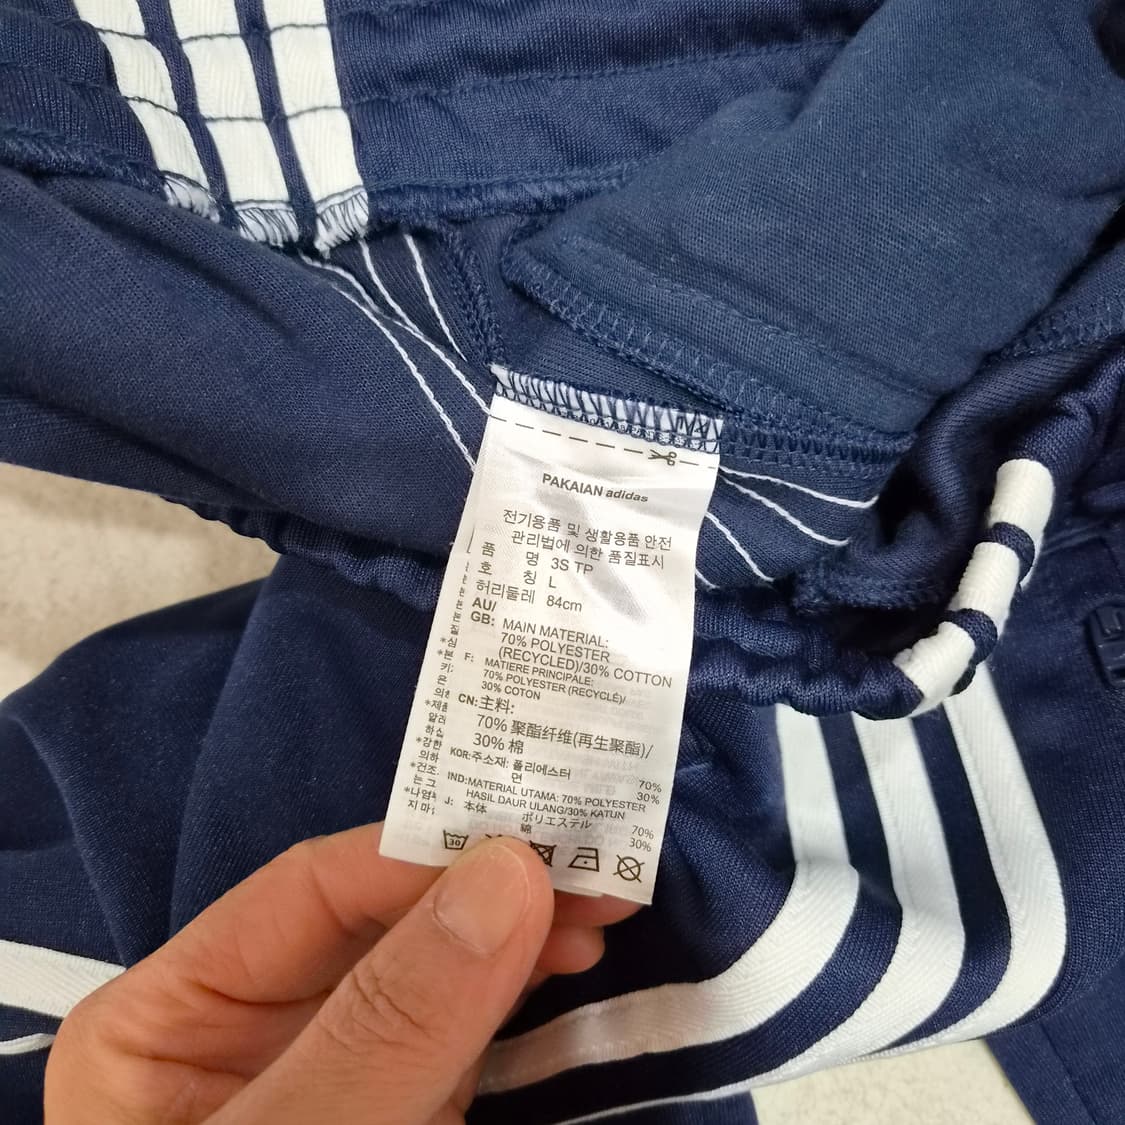 PAKAIAN adidas
전기용품 및 생활용품 안전
관리법에 의한 품질표시
품 명 3S TP
호 칭 L
허리둘레 84cm
AU/
GB: MAIN MATERIAL:
70% POLYESTER
(RECYCLED)/30% COTTON
F: MATIERE PRINCIPALE:
70% POLYESTER (RECYCLÉ)/
30% COTON
CN: 主料:
70% 聚酯纤维(再生聚酯)/
30% 棉
KOR: 주소재: 폴리에스터 70%
면 30%
IND: MATERIAL UTAMA: 70% POLYESTER
HASIL DAUR ULANG/30% KATUN
J: 本体 ポリエステル 70%
綿 30%
30